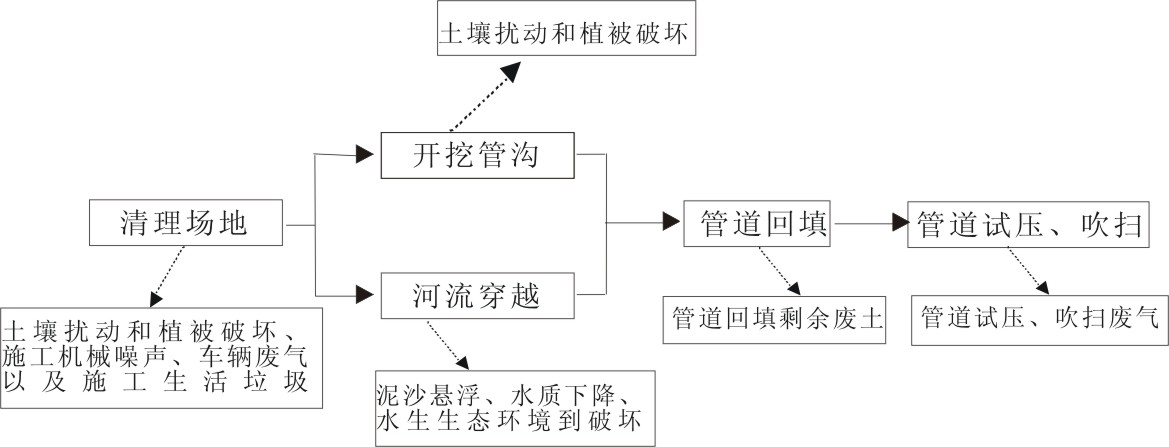 土壤扰动和植被破坏
开挖管沟
清理场地
管道回填
管道试压、吹扫
河流穿越
土壤扰动和植被破坏、
施工机械噪声、车辆废气
以及施工生活垃圾
管道回填剩余废土
管道试压、吹扫废气
泥沙悬浮、水质下降、
水生生态环境到破坏